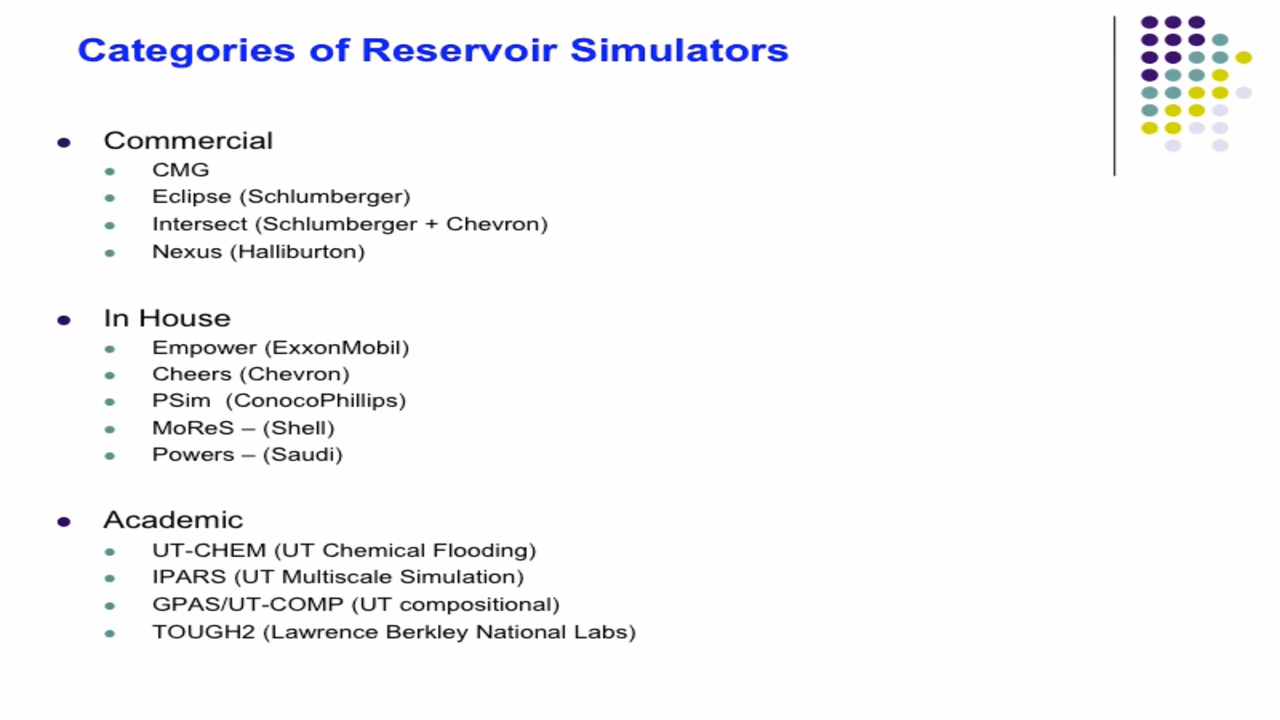 Categories of Reservoir Simulators
Commercial
CMG
Eclipse (Schlumberger)
Intersect (Schlumberger + Chevron)
Nexus (Halliburton)
In House
Empower (ExxonMobil)
Cheers (Chevron)
PSim (ConocoPhillips)
MoReS – (Shell)
Powers – (Saudi)
Academic
UT-CHEM (UT Chemical Flooding)
IPARS (UT Multiscale Simulation)
GPAS/UT-COMP (UT compositional)
TOUGH2 (Lawrence Berkley National Labs)